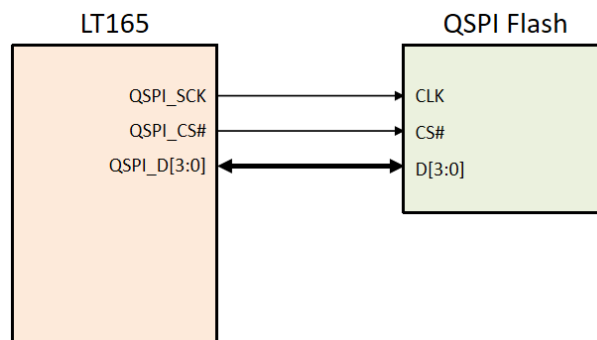 LT165
QSPI Flash
QSPI_SCK
CLK
QSPI_CS#
CS#
QSPI_D[3:0]
D[3:0]